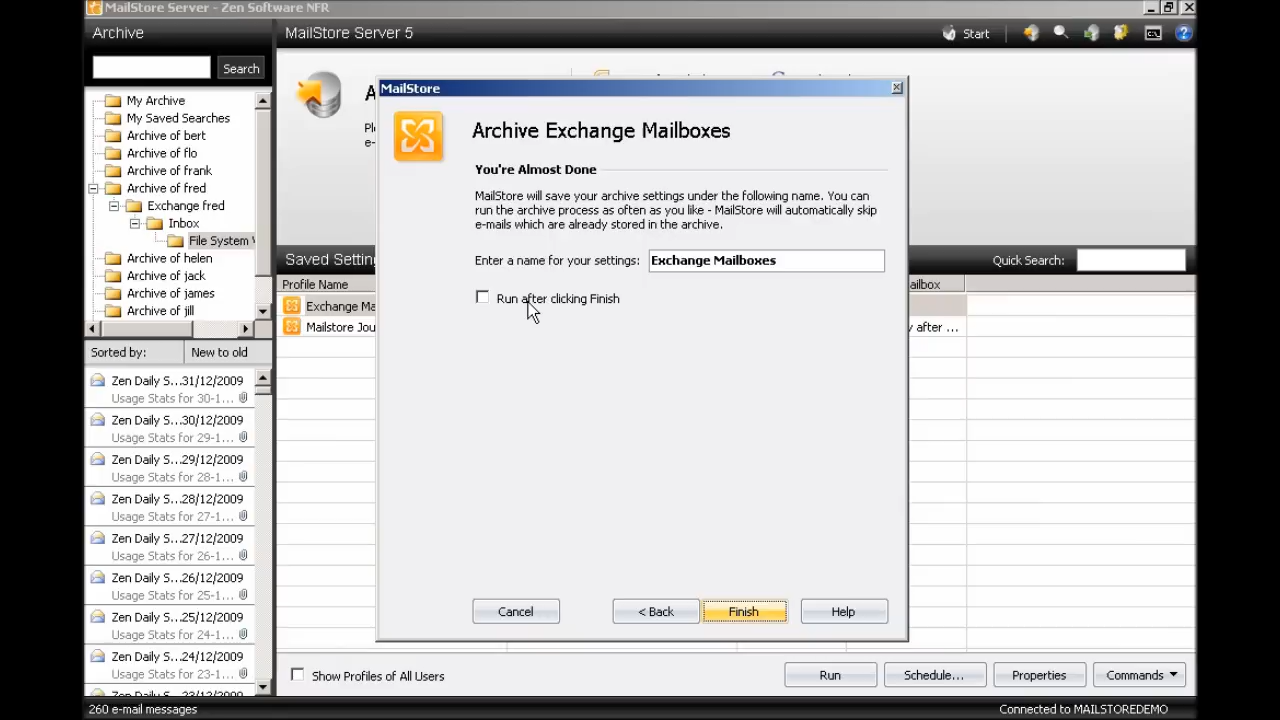 MailStore Server - Zen Software NFR
Archive
MailStore Server 5
Start
Search
My Archive
My Saved Searches
Archive of bert
Archive of flo
Archive of frank
Archive of fred
Exchange fred
Inbox
File System
Archive of helen
Archive of jack
Archive of james
Archive of jill
Sorted by:
New to old
Zen Daily S...31/12/2009
Usage Stats for 30-1...
Zen Daily S...30/12/2009
Usage Stats for 29-1...
Zen Daily S...29/12/2009
Usage Stats for 28-1...
Zen Daily S...28/12/2009
Usage Stats for 27-1...
Zen Daily S...27/12/2009
Usage Stats for 26-1...
Zen Daily S...26/12/2009
Usage Stats for 25-1...
Zen Daily S...25/12/2009
Usage Stats for 24-1...
Zen Daily S...24/12/2009
Usage Stats for 23-1...
MailStore
Archive Exchange Mailboxes
You're Almost Done
MailStore will save your archive settings under the following name. You can
run the archive process as often as you like - MailStore will automatically skip
e-mails which are already stored in the archive.
Enter a name for your settings: Exchange Mailboxes
Run after clicking Finish
Cancel
< Back
Finish
Help
Saved Settin
Quick Search:
Profile Name
ailbox
Exchange Ma
Mailstore Jou
y after ...
Show Profiles of All Users
Run
Schedule...
Properties
Commands
260 e-mail messages
Connected to MAILSTOREDEMO